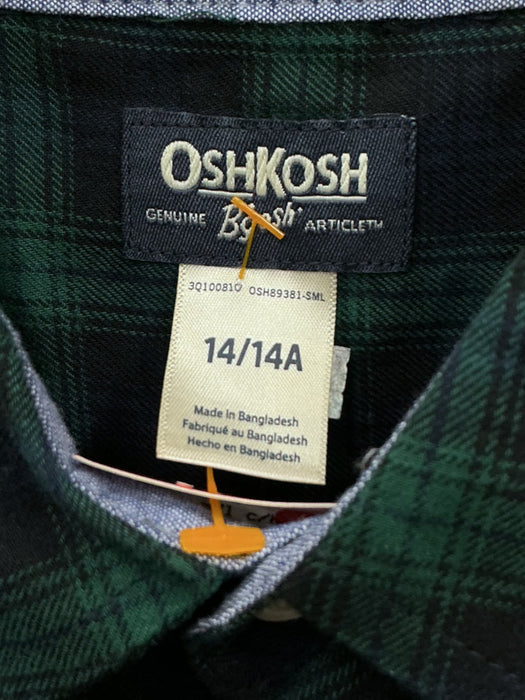 OSHKOSH
GENUINE B'gosh ARTICLE™
3Q100810 OSH89381-SML
14/14A
Made in Bangladesh
Fabriqué au Bangladesh
Hecho en Bangladesh